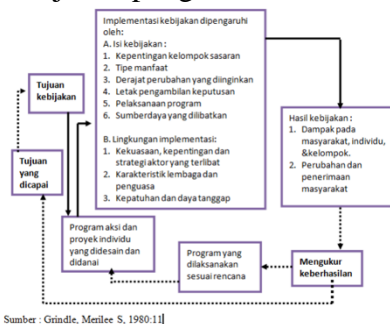 Implementasi kebijakan dipengaruhi
oleh:
A. Isi kebijakan :
1. Kepentingan kelompok sasaran
2. Tipe manfaat
3. Derajat perubahan yang diinginkan
4. Letak pengambilan keputusan
5. Pelaksanaan program
6. Sumberdaya yang dilibatkan
B. Lingkungan implementasi:
1. Kekuasaan, kepentingan dan
strategi aktor yang terlibat
2. Karakteristik lembaga dan
penguasa
3. Kepatuhan dan daya tanggap
Tujuan
kebijakan
Tujuan
yang
dicapai
Program aksi dan
proyek individu
yang didesain dan
didanai
Program yang
dilaksanakan
sesuai rencana
Hasil kebijakan :
1. Dampak pada
masyarakat, individu,
&kelompok.
2. Perubahan dan
penerimaan
masyarakat
Mengukur
keberhasilan
Sumber : Grindle, Merilee S, 1980:11